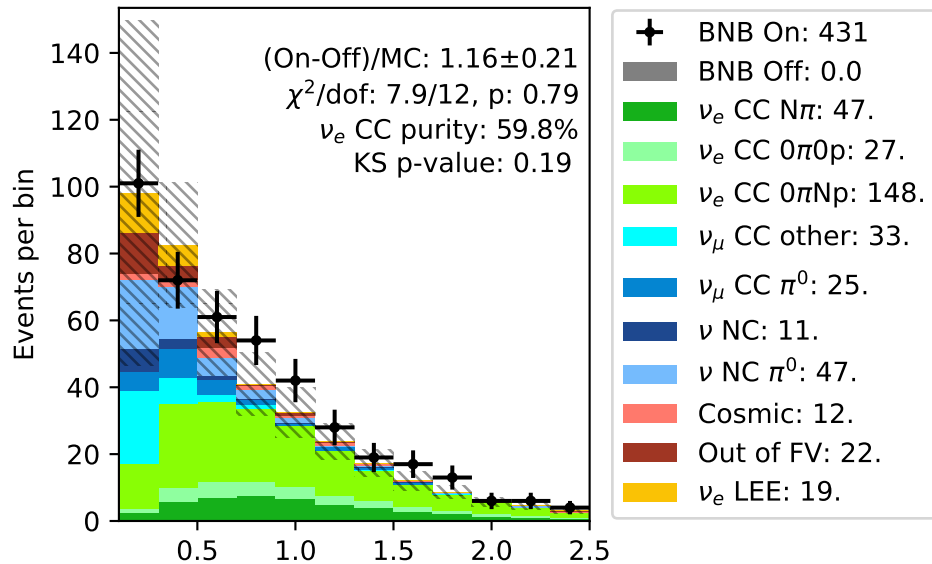 (On-Off)/MC: 1.16±0.21
χ²/dof: 7.9/12, p: 0.79
νₑ CC purity: 59.8%
KS p-value: 0.19
Events per bin
140
120
100
80
60
40
20
0
0.5
1.0
1.5
2.0
2.5
BNB On: 431
BNB Off: 0.0
νₑ CC Nπ: 47.
νₑ CC 0π0p: 27.
νₑ CC 0πNp: 148.
ν_μ CC other: 33.
ν_μ CC π⁰: 25.
ν NC: 11.
ν NC π⁰: 47.
Cosmic: 12.
Out of FV: 22.
νₑ LEE: 19.